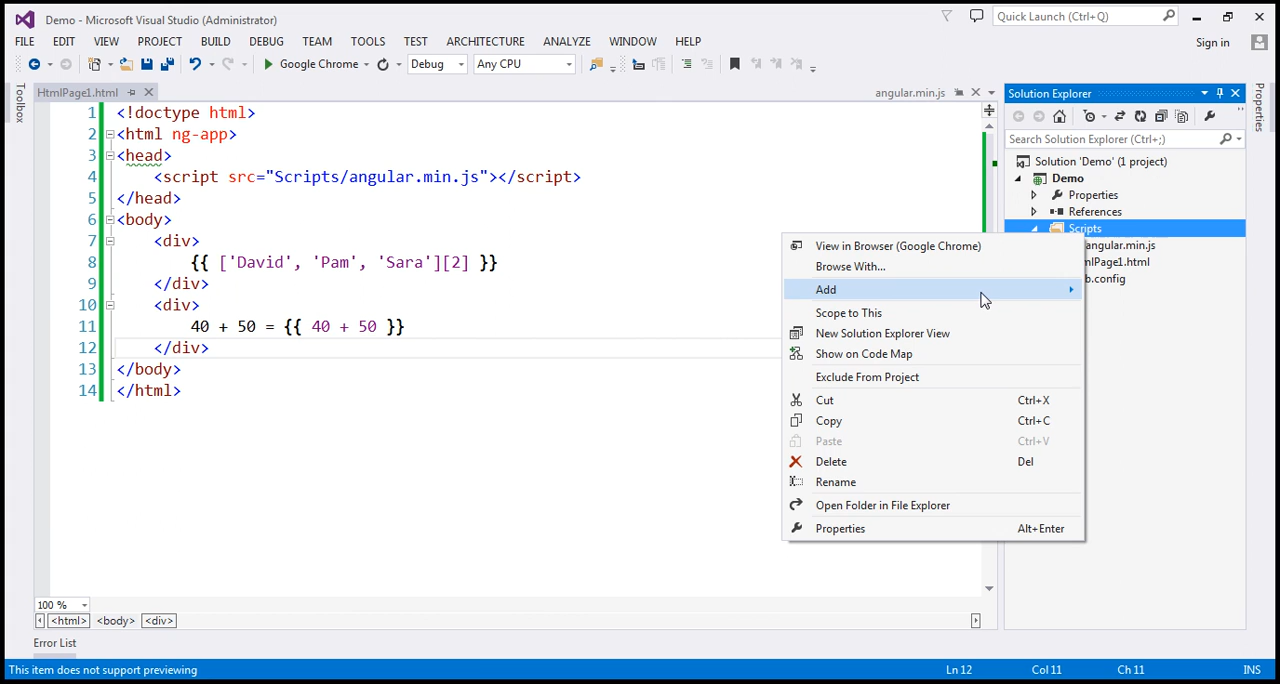 Demo - Microsoft Visual Studio (Administrator)
Quick Launch (Ctrl+Q)
FILE EDIT VIEW PROJECT BUILD DEBUG TEAM TOOLS TEST ARCHITECTURE ANALYZE WINDOW HELP
Sign in
Google Chrome Debug Any CPU
Toolbox
HtmlPage1.html
angular.min.js
1 <!doctype html>
2 <html ng-app>
3 <head>
4 <script src="Scripts/angular.min.js"></script>
5 </head>
6 <body>
7 <div>
8 {{ ['David', 'Pam', 'Sara'][2] }}
9 </div>
10 <div>
11 40 + 50 = {{ 40 + 50 }}
12 </div>
13 </body>
14 </html>
View in Browser (Google Chrome)
Browse With...
Add
Scope to This
New Solution Explorer View
Show on Code Map
Exclude From Project
Cut Ctrl+X
Copy Ctrl+C
Paste Ctrl+V
Delete Del
Rename
Open Folder in File Explorer
Properties Alt+Enter
Solution Explorer
Search Solution Explorer (Ctrl+;)
Solution 'Demo' (1 project)
Demo
Properties
References
Scripts
angular.min.js
mlPage1.html
b.config
Properties
100 %
<html> <body> <div>
Error List
This item does not support previewing
Ln 12 Col 11 Ch 11 INS